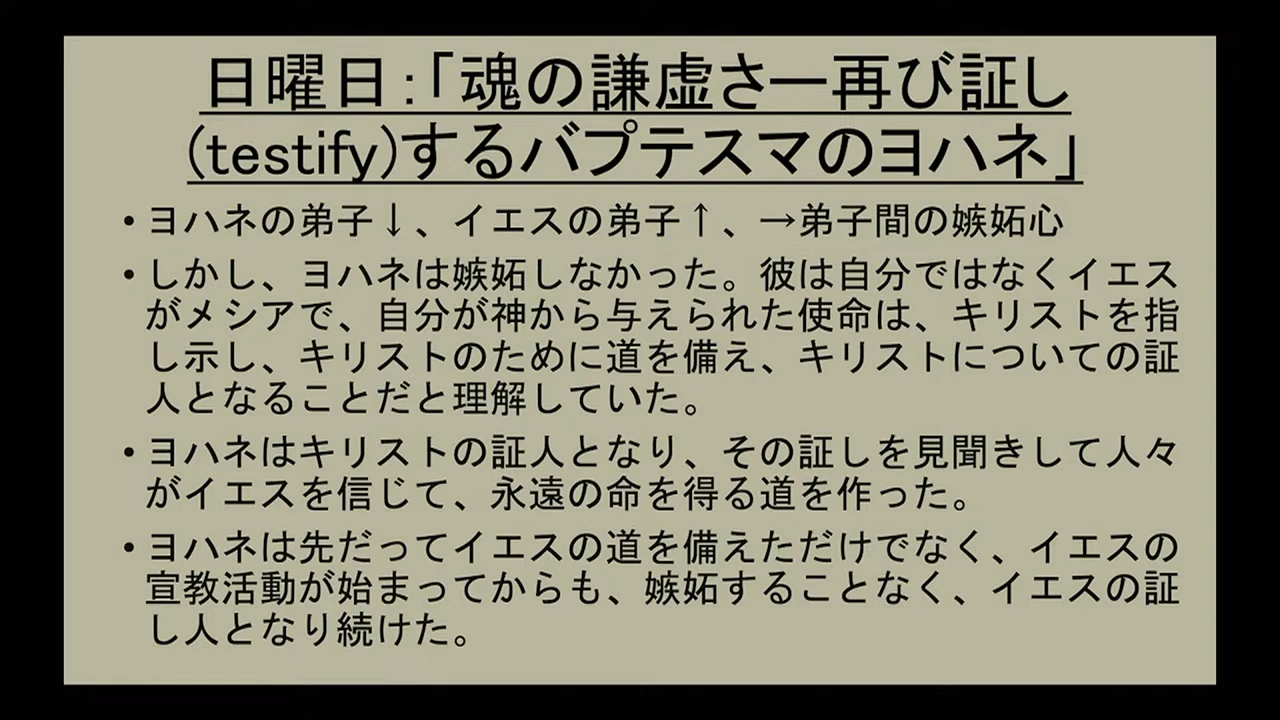 日曜日:「魂の謙虚さー再び証し
(testify)するバプテスマのヨハネ」
•ヨハネの弟子↓、イエスの弟子↑、→弟子間の嫉妬心
•しかし、ヨハネは嫉妬しなかった。彼は自分ではなくイエス
がメシアで、自分が神から与えられた使命は、キリストを指
し示し、キリストのために道を備え、キリストについての証
人となることだと理解していた。
•ヨハネはキリストの証人となり、その証しを見聞きして人々
がイエスを信じて、永遠の命を得る道を作った。
•ヨハネは先だってイエスの道を備えただけでなく、イエスの
宣教活動が始まってからも、嫉妬することなく、イエスの証
し人となり続けた。